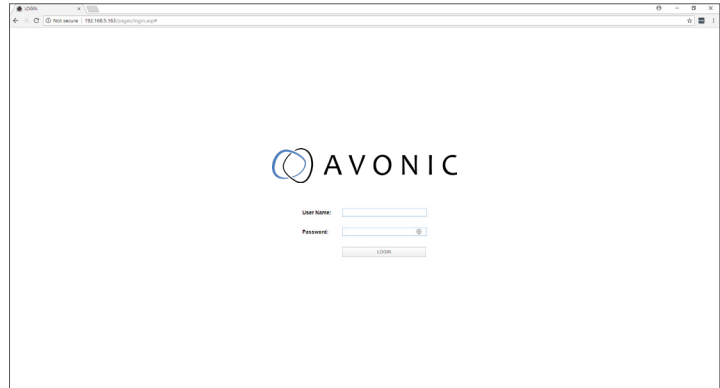 LOGIN
Not secure | 192.168.5.163/pages/login.asp#
AVONIC
User Name:
Password:
LOGIN